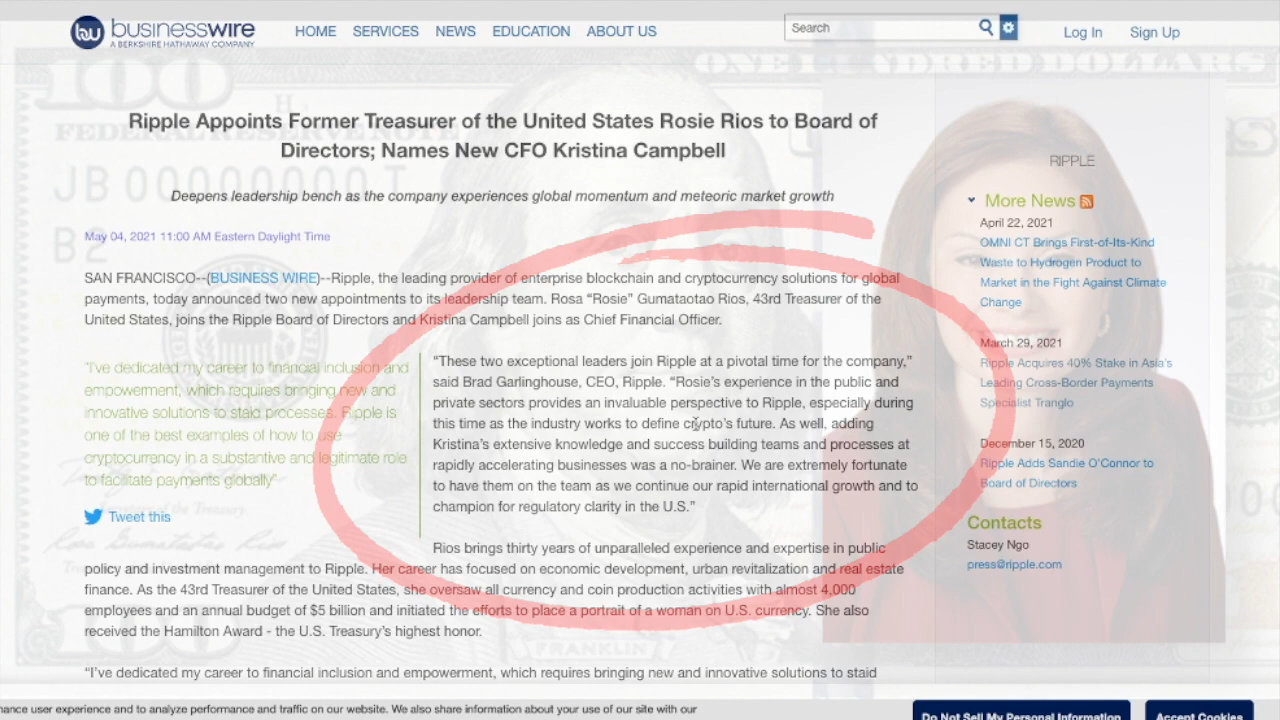 businesswire
A BERKSHIRE HATHAWAY COMPANY
HOME SERVICES NEWS EDUCATION ABOUT US
Search
Log In Sign Up
100
ONE HUNDRED DOLLARS
FEDERAL RESERVE NOTE
Ripple Appoints Former Treasurer of the United States Rosie Rios to Board of
Directors; Names New CFO Kristina Campbell
Deepens leadership bench as the company experiences global momentum and meteoric market growth
May 04, 2021 11:00 AM Eastern Daylight Time
SAN FRANCISCO--(BUSINESS WIRE)--Ripple, the leading provider of enterprise blockchain and cryptocurrency solutions for global
payments, today announced two new appointments to its leadership team. Rosa “Rosie” Gumataotao Rios, 43rd Treasurer of the
United States, joins the Ripple Board of Directors and Kristina Campbell joins as Chief Financial Officer.
"I've dedicated my career to financial inclusion and
empowerment, which requires bringing new and
innovative solutions to staid processes. Ripple is
one of the best examples of how to use
cryptocurrency in a substantive and legitimate role
to facilitate payments globally"
Tweet this
“These two exceptional leaders join Ripple at a pivotal time for the company,”
said Brad Garlinghouse, CEO, Ripple. “Rosie’s experience in the public and
private sectors provides an invaluable perspective to Ripple, especially during
this time as the industry works to define crypto’s future. As well, adding
Kristina’s extensive knowledge and success building teams and processes at
rapidly accelerating businesses was a no-brainer. We are extremely fortunate
to have them on the team as we continue our rapid international growth and to
champion for regulatory clarity in the U.S.”
Rios brings thirty years of unparalleled experience and expertise in public
policy and investment management to Ripple. Her career has focused on economic development, urban revitalization and real estate
finance. As the 43rd Treasurer of the United States, she oversaw all currency and coin production activities with almost 4,000
employees and an annual budget of $5 billion and initiated the efforts to place a portrait of a woman on U.S. currency. She also
received the Hamilton Award - the U.S. Treasury’s highest honor.
“I’ve dedicated my career to financial inclusion and empowerment, which requires bringing new and innovative solutions to staid
FRANKLIN
RIPPLE
More News
April 22, 2021
OMNI CT Brings First-of-Its-Kind
Waste to Hydrogen Product to
Market in the Fight Against Climate
Change
March 29, 2021
Ripple Acquires 40% Stake in Asia’s
Leading Cross-Border Payments
Specialist Tranglo
December 15, 2020
Ripple Adds Sandie O’Connor to
Board of Directors
Contacts
Stacey Ngo
press@ripple.com
user experience and to analyze performance and traffic on our website. We also share information about your use of our site with our
Do Not Sell My Personal Information
Accept Cookies